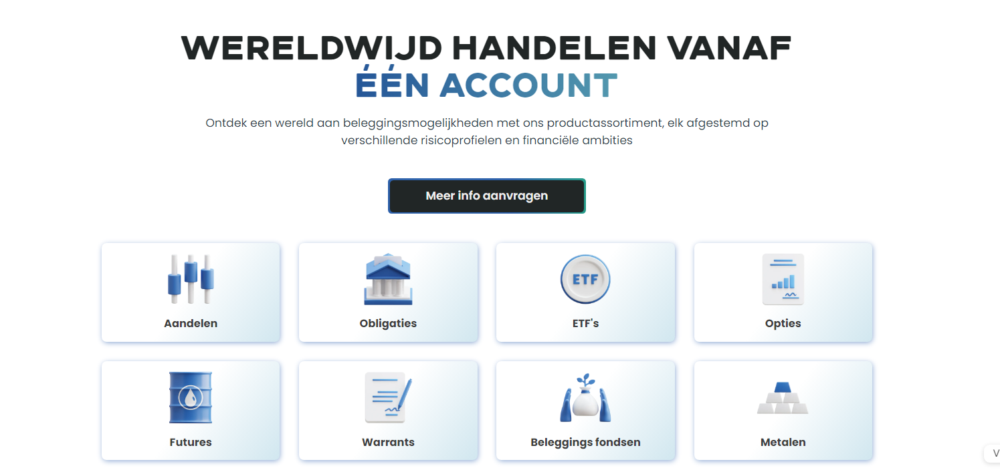 WERELDWIJD HANDELEN VANAF
ÉÉN ACCOUNT
Ontdek een wereld aan beleggingsmogelijkheden met ons productassortiment, elk afgestemd op
verschillende risicoprofielen en financiële ambities
Meer info aanvragen
Aandelen
Obligaties
ETF
ETF's
Opties
Futures
Warrants
Beleggings fondsen
Metalen
V